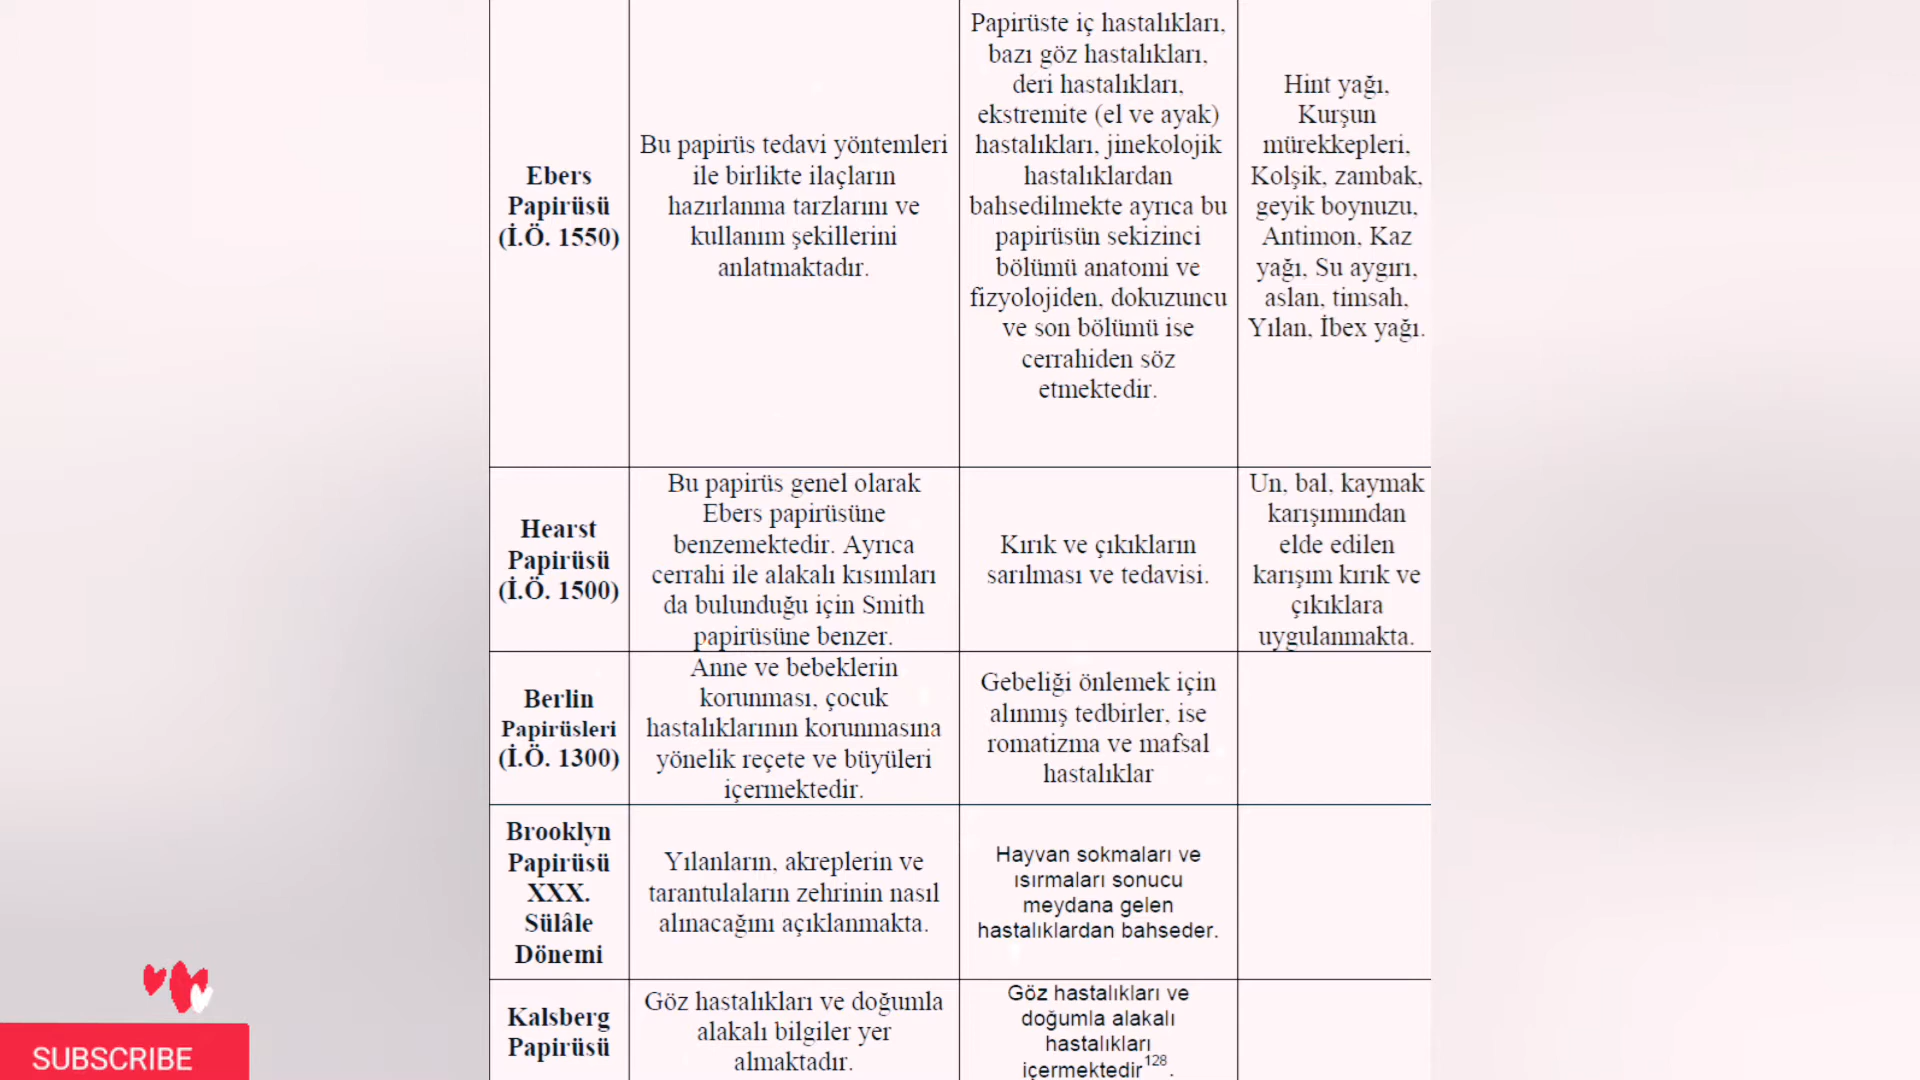 Ebers
Papirüsü
(İ.Ö. 1550)
Bu papirüs tedavi yöntemleri
ile birlikte ilaçların
hazırlanma tarzlarını ve
kullanım şekillerini
anlatmaktadır.
Papirüste iç hastalıkları,
bazı göz hastalıkları,
deri hastalıkları,
ekstremite (el ve ayak)
hastalıkları, jinekolojik
hastalıklardan
bahsedilmekte ayrıca bu
papirüsün sekizinci
bölümü anatomi ve
fizyolojiden, dokuzuncu
ve son bölümü ise
cerrahiden söz
etmektedir.
Hint yağı,
Kurşun
mürekkepleri,
Kolşik, zambak,
geyik boynuzu,
Antimon, Kaz
yağı, Su aygırı,
aslan, timsah,
Yılan, İbex yağı.
Hearst
Papirüsü
(İ.Ö. 1500)
Bu papirüs genel olarak
Ebers papirüsüne
benzemektedir. Ayrıca
cerrahi ile alakalı kısımları
da bulunduğu için Smith
papirüsüne benzer.
Kırık ve çıkıkların
sarılması ve tedavisi.
Un, bal, kaymak
karışımından
elde edilen
karışım kırık ve
çıkıklara
uygulanmakta.
Berlin
Papirüsleri
(İ.Ö. 1300)
Anne ve bebeklerin
korunması, çocuk
hastalıklarının korunmasına
yönelik reçete ve büyüleri
içermektedir.
Gebeliği önlemek için
alınmış tedbirler, ise
romatizma ve mafsal
hastalıklar
Brooklyn
Papirüsü
XXX.
Sülâle
Dönemi
Yılanların, akreplerin ve
tarantulaların zehrinin nasıl
alınacağını açıklanmakta.
Hayvan sokmaları ve
ısırmaları sonucu
meydana gelen
hastalıklardan bahseder.
Kalsberg
Papirüsü
Göz hastalıkları ve doğumla
alakalı bilgiler yer
almaktadır.
Göz hastalıkları ve
doğumla alakalı
hastalıkları
içermektedir128.
SUBSCRIBE